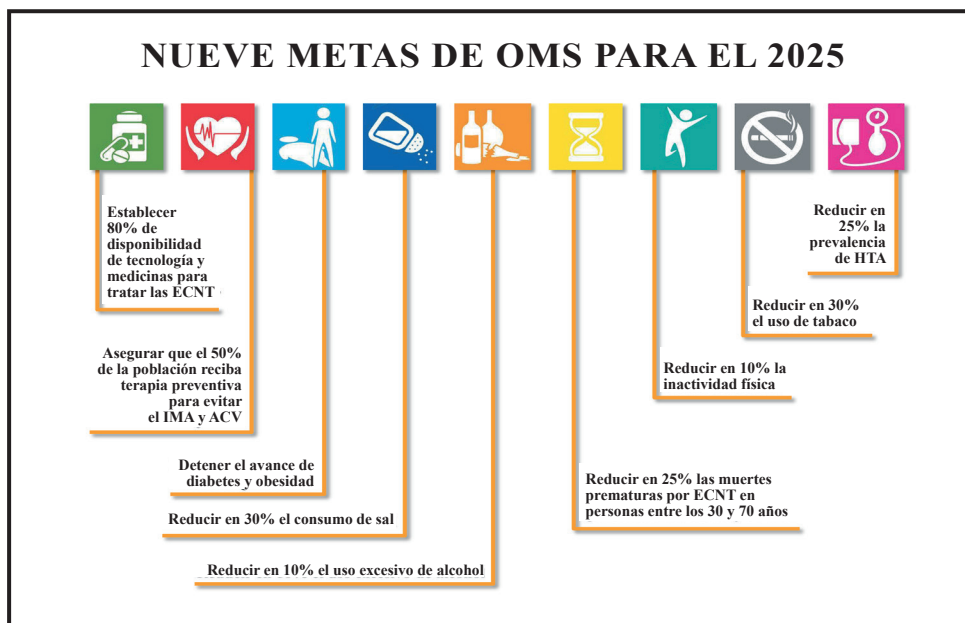 NUEVE METAS DE OMS PARA EL 2025
Establecer
80% de
disponibilidad
de tecnología y
medicinas para
tratar las ECNT
Asegurar que el 50%
de la población reciba
terapia preventiva
para evitar
el IMA y ACV
Detener el avance de
diabetes y obesidad
Reducir en 30% el consumo de sal
Reducir en 10% el uso excesivo de alcohol
Reducir en 25% las muertes
prematuras por ECNT en
personas entre los 30 y 70 años
Reducir en 10% la
inactividad física
Reducir en 30%
el uso de tabaco
Reducir en
25% la
prevalencia
de HTA